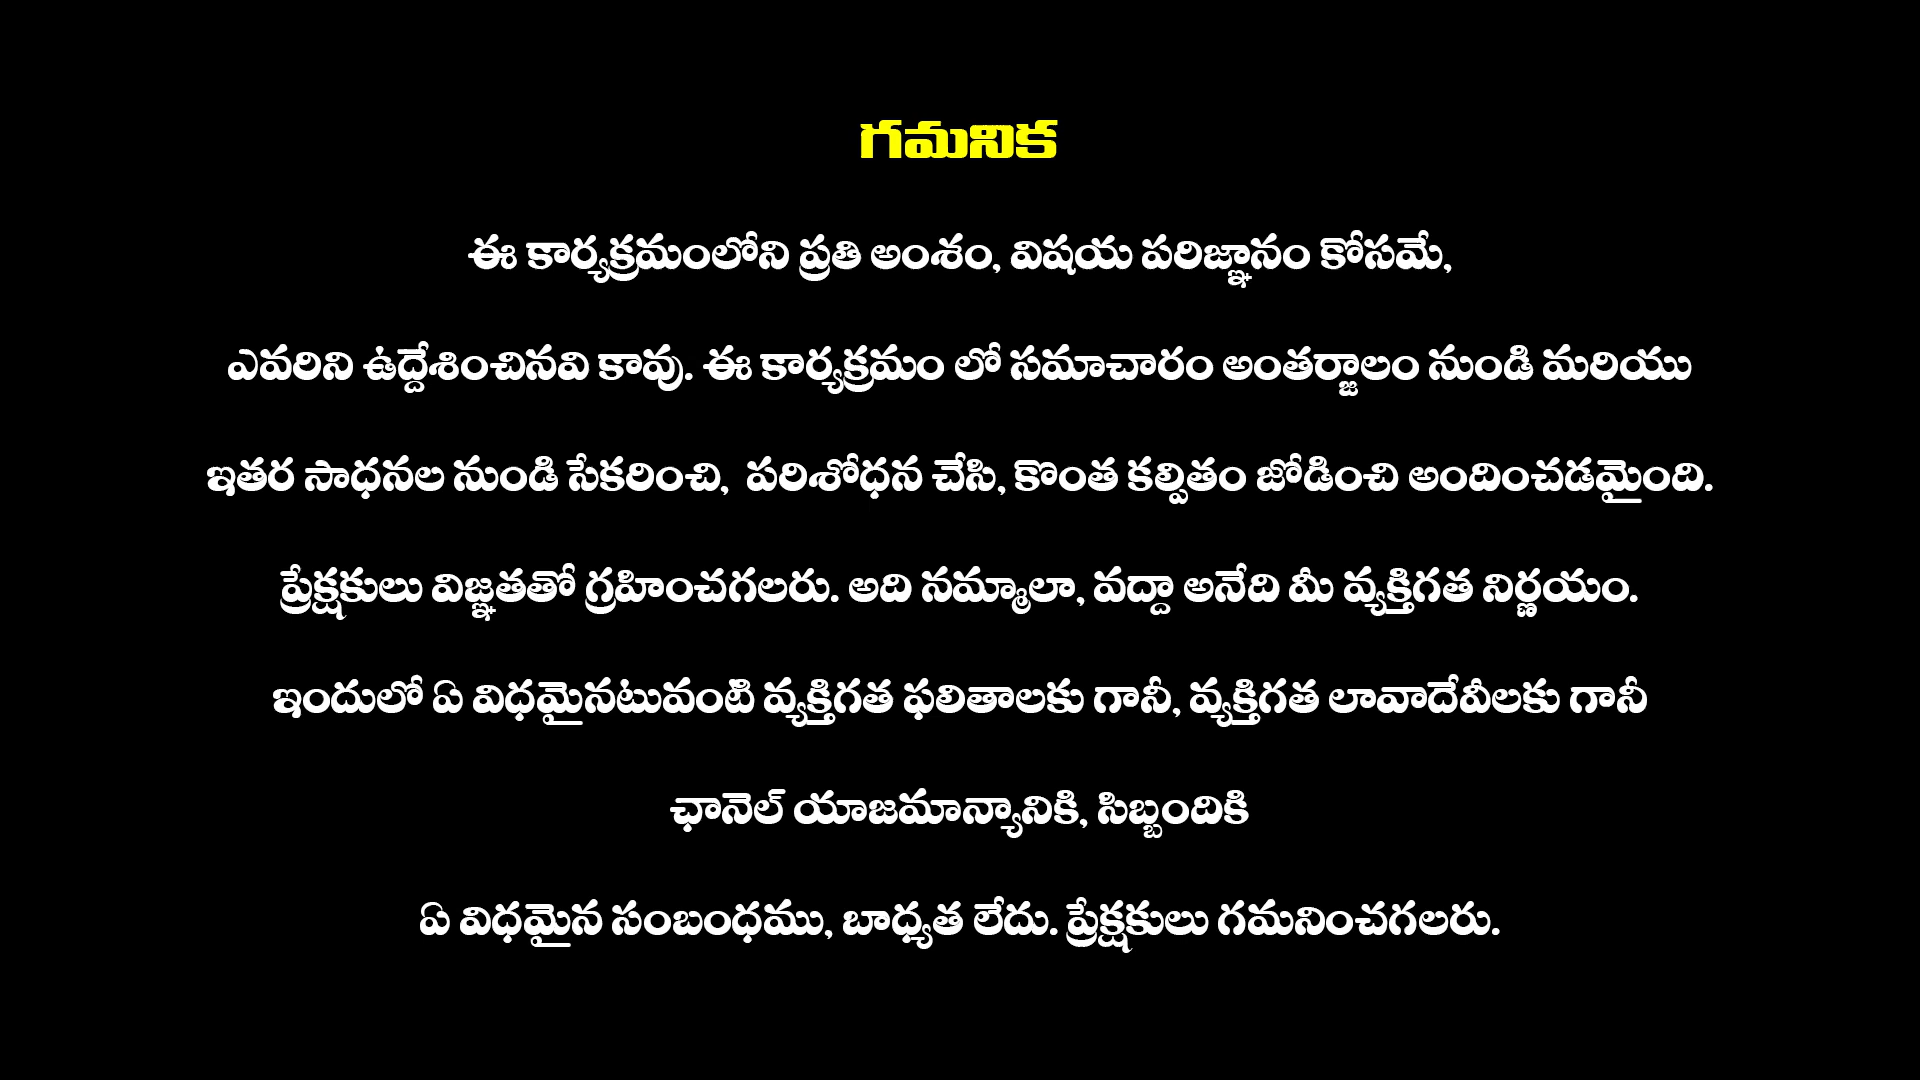 గమనిక
ఈ కార్యక్రమంలోని ప్రతి అంశం, విషయ పరిజ్ఞానం కోసమే,
ఎవరిని ఉద్దేశించినవి కావు. ఈ కార్యక్రమం లో సమాచారం అంతర్జాలం నుండి మరియు
ఇతర సాధనల నుండి సేకరించి, పరిశోధన చేసి, కొంత కల్పితం జోడించి అందించడమైంది.
ప్రేక్షకులు విజ్ఞతతో గ్రహించగలరు. అది నమ్మాలా, వద్దా అనేది మీ వ్యక్తిగత నిర్ణయం.
ఇందులో ఏ విధమైనటువంటి వ్యక్తిగత ఫలితాలకు గానీ, వ్యక్తిగత లావాదేవీలకు గానీ
ఛానెల్ యాజమాన్యానికి, సిబ్బందికి
ఏ విధమైన సంబంధము, బాధ్యత లేదు. ప్రేక్షకులు గమనించగలరు.